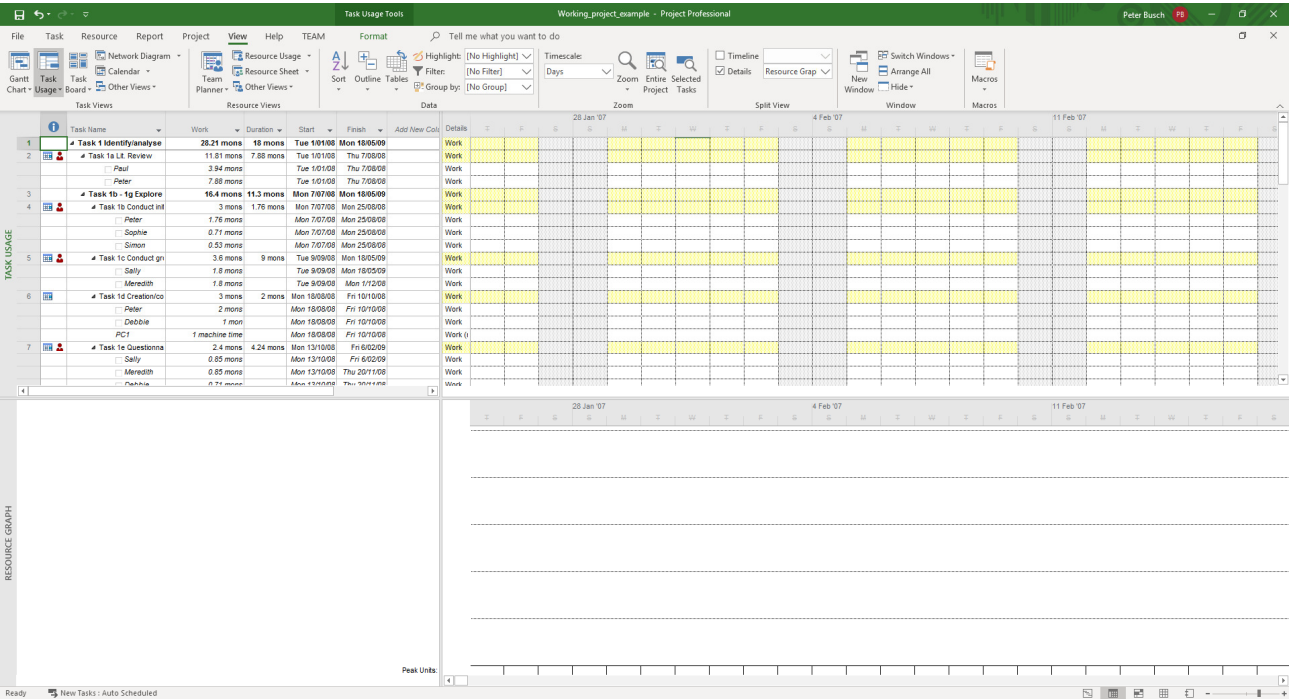 Task Usage Tools
Working_project_example - Project Professional
Peter Busch PB
File Task Resource Report Project View Help TEAM Format Tell me what you want to do
Gantt Chart
Task Usage
Task Board
Network Diagram
Calendar
Other Views
Task Views
Team Planner
Resource Usage
Resource Sheet
Other Views
Resource Views
Sort
Outline
Tables
Highlight: [No Highlight]
Filter: [No Filter]
Group by: [No Group]
Data
Timescale:
Days
Zoom
Entire Project
Selected Tasks
Zoom
Timeline
Details Resource Grap
Split View
New Window
Switch Windows
Arrange All
Hide
Window
Macros
Macros
28 Jan '07 4 Feb '07 11 Feb '07
Task Name Work Duration Start Finish Add New Colu Details
1 Task 1 Identify/analyse 28.21 mons 18 mons Tue 1/01/08 Mon 18/05/09 Work
2 Task 1a Lit. Review 11.81 mons 7.88 mons Tue 1/01/08 Thu 7/08/08 Work
Paul 3.94 mons Tue 1/01/08 Thu 7/08/08 Work
Peter 7.88 mons Tue 1/01/08 Thu 7/08/08 Work
3 Task 1b - 1g Explore 16.4 mons 11.3 mons Mon 7/07/08 Mon 18/05/09 Work
4 Task 1b Conduct init 3 mons 1.76 mons Mon 7/07/08 Mon 25/08/08 Work
Peter 1.76 mons Mon 7/07/08 Mon 25/08/08 Work
Sophie 0.71 mons Mon 7/07/08 Mon 25/08/08 Work
Simon 0.53 mons Mon 7/07/08 Mon 25/08/08 Work
5 Task 1c Conduct gri 3.6 mons 9 mons Tue 9/09/08 Mon 18/05/09 Work
Sally 1.8 mons Tue 9/09/08 Mon 18/05/09 Work
Meredith 1.8 mons Tue 9/09/08 Mon 1/12/08 Work
6 Task 1d Creation/co 3 mons 2 mons Mon 18/08/08 Fri 10/10/08 Work
Peter 2 mons Mon 18/08/08 Fri 10/10/08 Work
Debbie 1 mon Mon 18/08/08 Fri 10/10/08 Work
PC1 1 machine time Mon 18/08/08 Fri 10/10/08 Work (
7 Task 1e Questionna 2.4 mons 4.24 mons Mon 13/10/08 Fri 6/02/09 Work
Sally 0.85 mons Mon 13/10/08 Fri 6/02/09 Work
Meredith 0.85 mons Mon 13/10/08 Thu 20/11/08 Work
Debbie 0.71 mons Mon 13/10/08 Thu 20/11/08 Work
TASK USAGE
28 Jan '07 4 Feb '07 11 Feb '07
RESOURCE GRAPH
Peak Units:
Ready New Tasks : Auto Scheduled